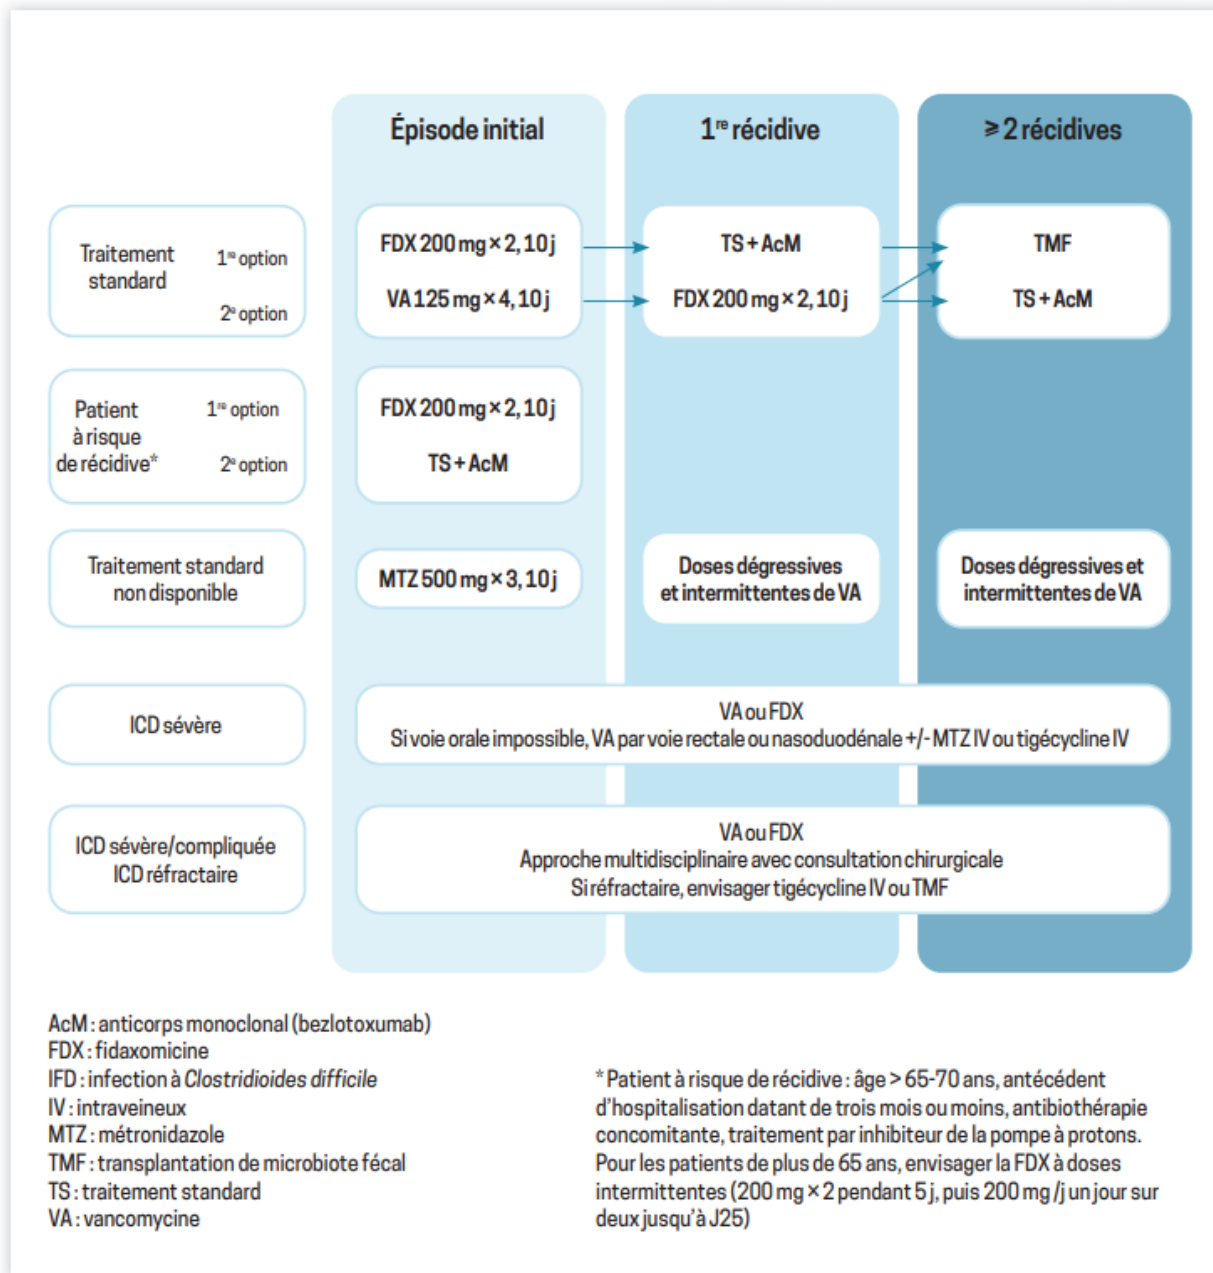 Épisode initial
1re récidive
≥ 2 récidives
Traitement
standard
1re option
2e option
FDX 200 mg × 2, 10 j
VA 125 mg × 4, 10 j
TS + AcM
FDX 200 mg × 2, 10 j
TMF
TS + AcM
Patient
à risque
de récidive*
1re option
2e option
FDX 200 mg × 2, 10 j
TS + AcM
Traitement standard
non disponible
MTZ 500 mg × 3, 10 j
Doses dégressives
et intermittentes de VA
Doses dégressives et
intermittentes de VA
ICD sévère
VA ou FDX
Si voie orale impossible, VA par voie rectale ou nasoduodénale +/- MTZ IV ou tigécycline IV
ICD sévère/compliquée
ICD réfractaire
VA ou FDX
Approche multidisciplinaire avec consultation chirurgicale
Si réfractaire, envisager tigécycline IV ou TMF
AcM : anticorps monoclonal (bezlotoxumab)
FDX : fidaxomicine
IFD : infection à Clostridioides difficile
IV : intraveineux
MTZ : métronidazole
TMF : transplantation de microbiote fécal
TS : traitement standard
VA : vancomycine
* Patient à risque de récidive : âge > 65-70 ans, antécédent
d'hospitalisation datant de trois mois ou moins, antibiothérapie
concomitante, traitement par inhibiteur de la pompe à protons.
Pour les patients de plus de 65 ans, envisager la FDX à doses
intermittentes (200 mg × 2 pendant 5 j, puis 200 mg /j un jour sur
deux jusqu'à J25)